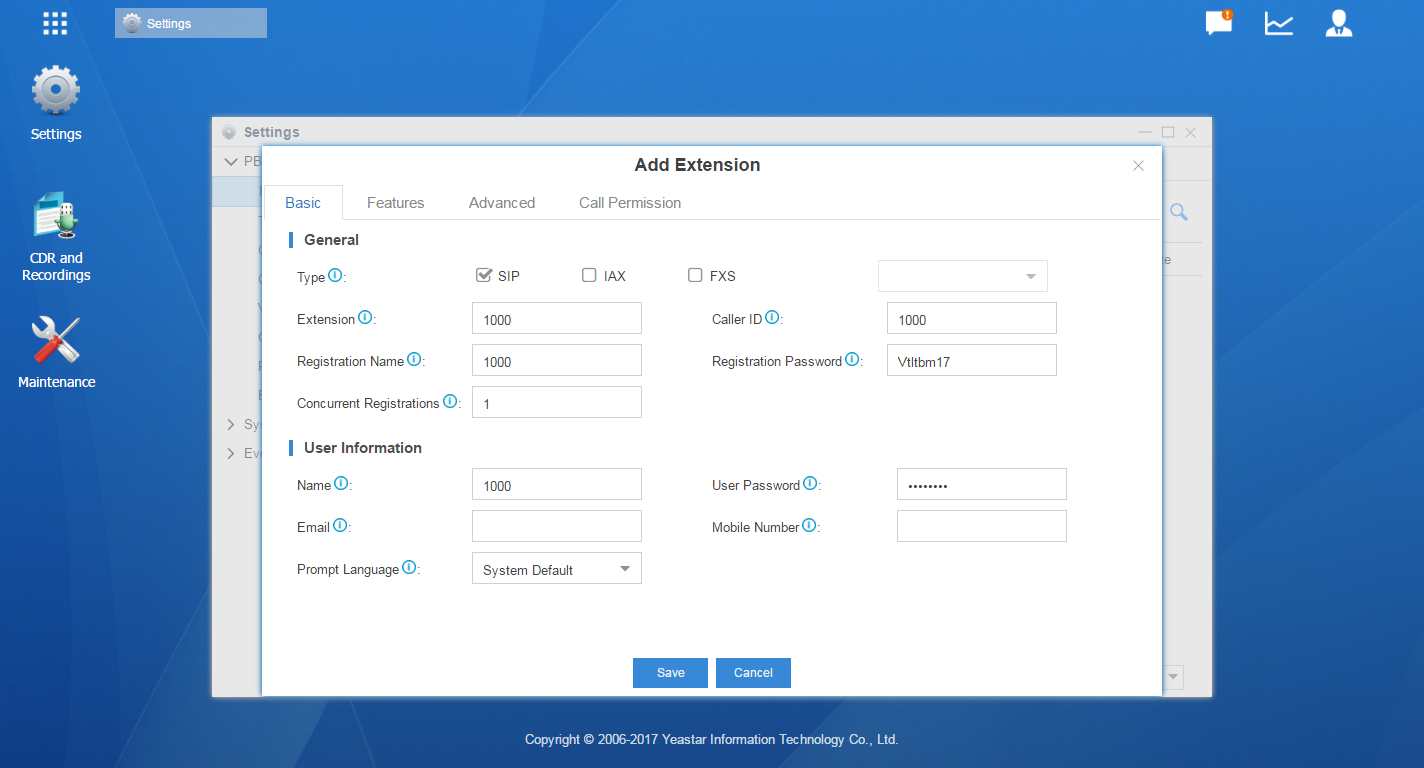 Settings
Settings
CDR and
Recordings
Maintenance
Settings
PB
Sy
Add Extension
Basic Features Advanced Call Permission
General
Type : SIP IAX FXS
Extension : 1000 Caller ID : 1000
Registration Name : 1000 Registration Password : Vtltbm17
Concurrent Registrations : 1
User Information
Name : 1000 User Password : ••••••••
Email : Mobile Number :
Prompt Language : System Default
Save Cancel
Copyright © 2006-2017 Yeastar Information Technology Co., Ltd.